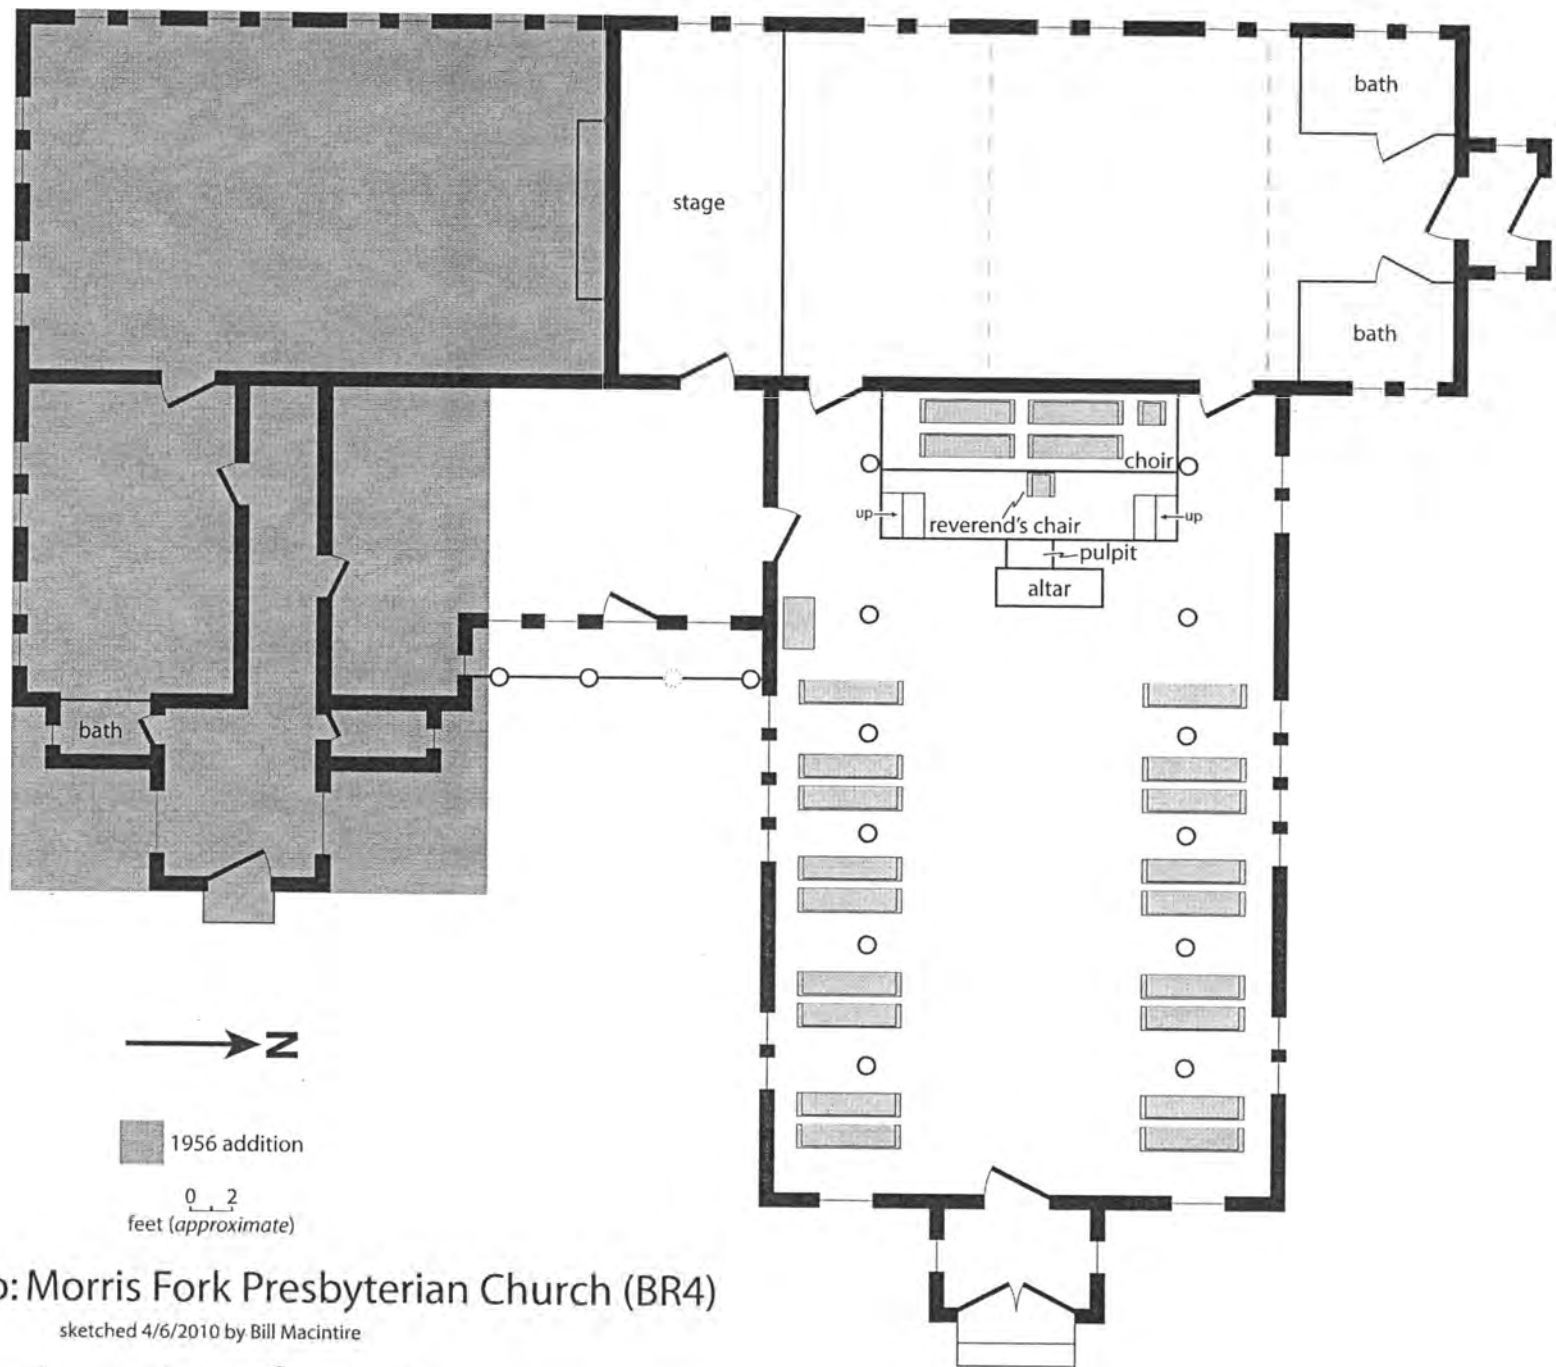 bath
stage
bath
choir
up
reverend's chair
up
pulpit
altar
bath
N
1956 addition
0 2
feet (approximate)
Morris Fork Presbyterian Church (BR4)
sketched 4/6/2010 by Bill Macintire